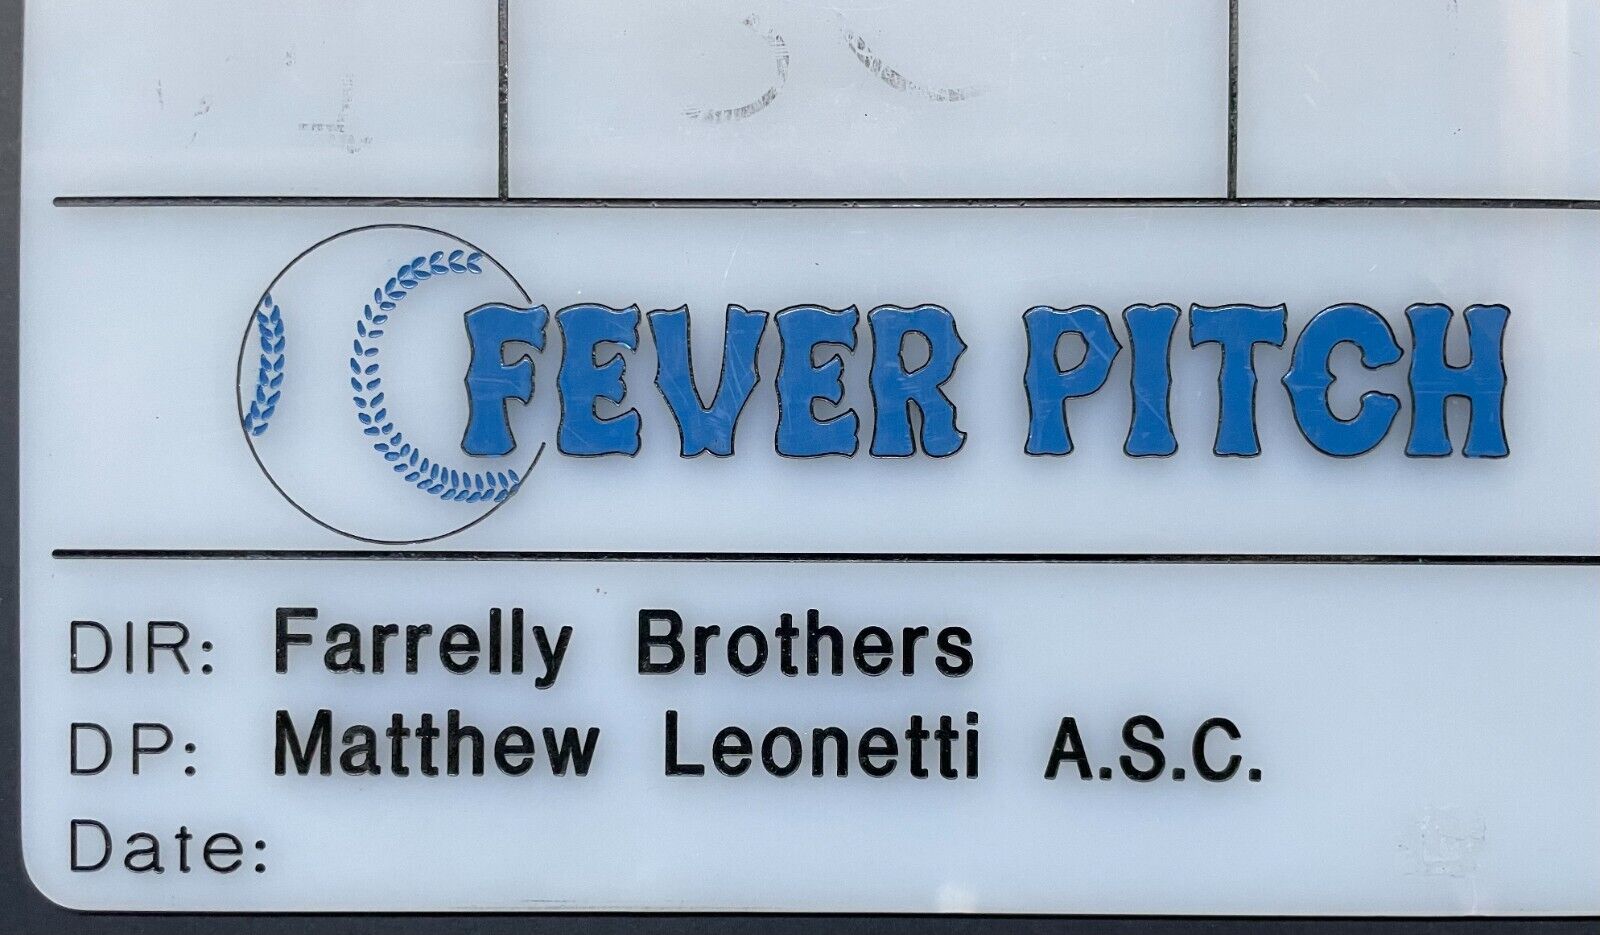 FEVER PITCH
DIR: Farrelly Brothers
DP: Matthew Leonetti A.S.C.
Date: